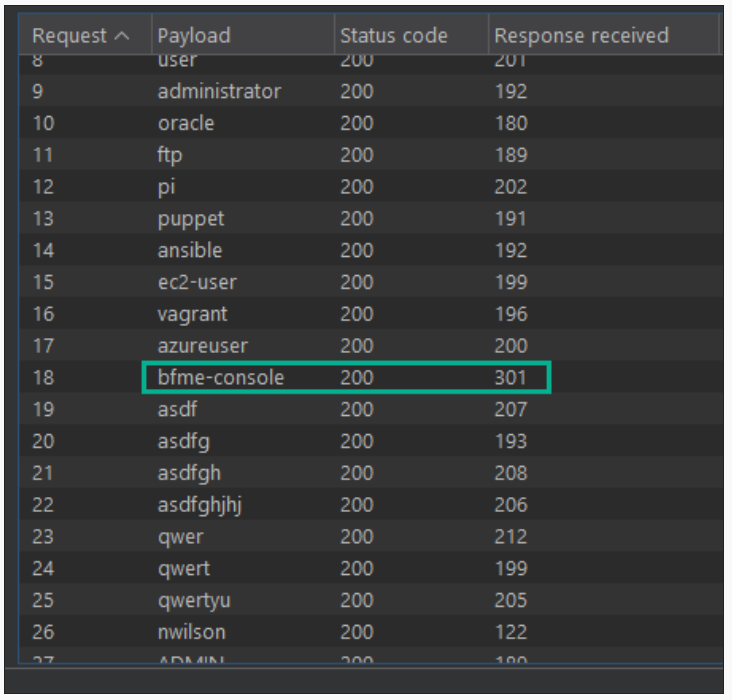 Request Payload Status code Response received
8 user 200 201
9 administrator 200 192
10 oracle 200 180
11 ftp 200 189
12 pi 200 202
13 puppet 200 191
14 ansible 200 192
15 ec2-user 200 199
16 vagrant 200 196
17 azureuser 200 200
18 bfme-console 200 301
19 asdf 200 207
20 asdfg 200 193
21 asdfgh 200 208
22 asdfghjhj 200 206
23 qwer 200 212
24 qwert 200 199
25 qwertyu 200 205
26 nwilson 200 122
27 ADMIN 200